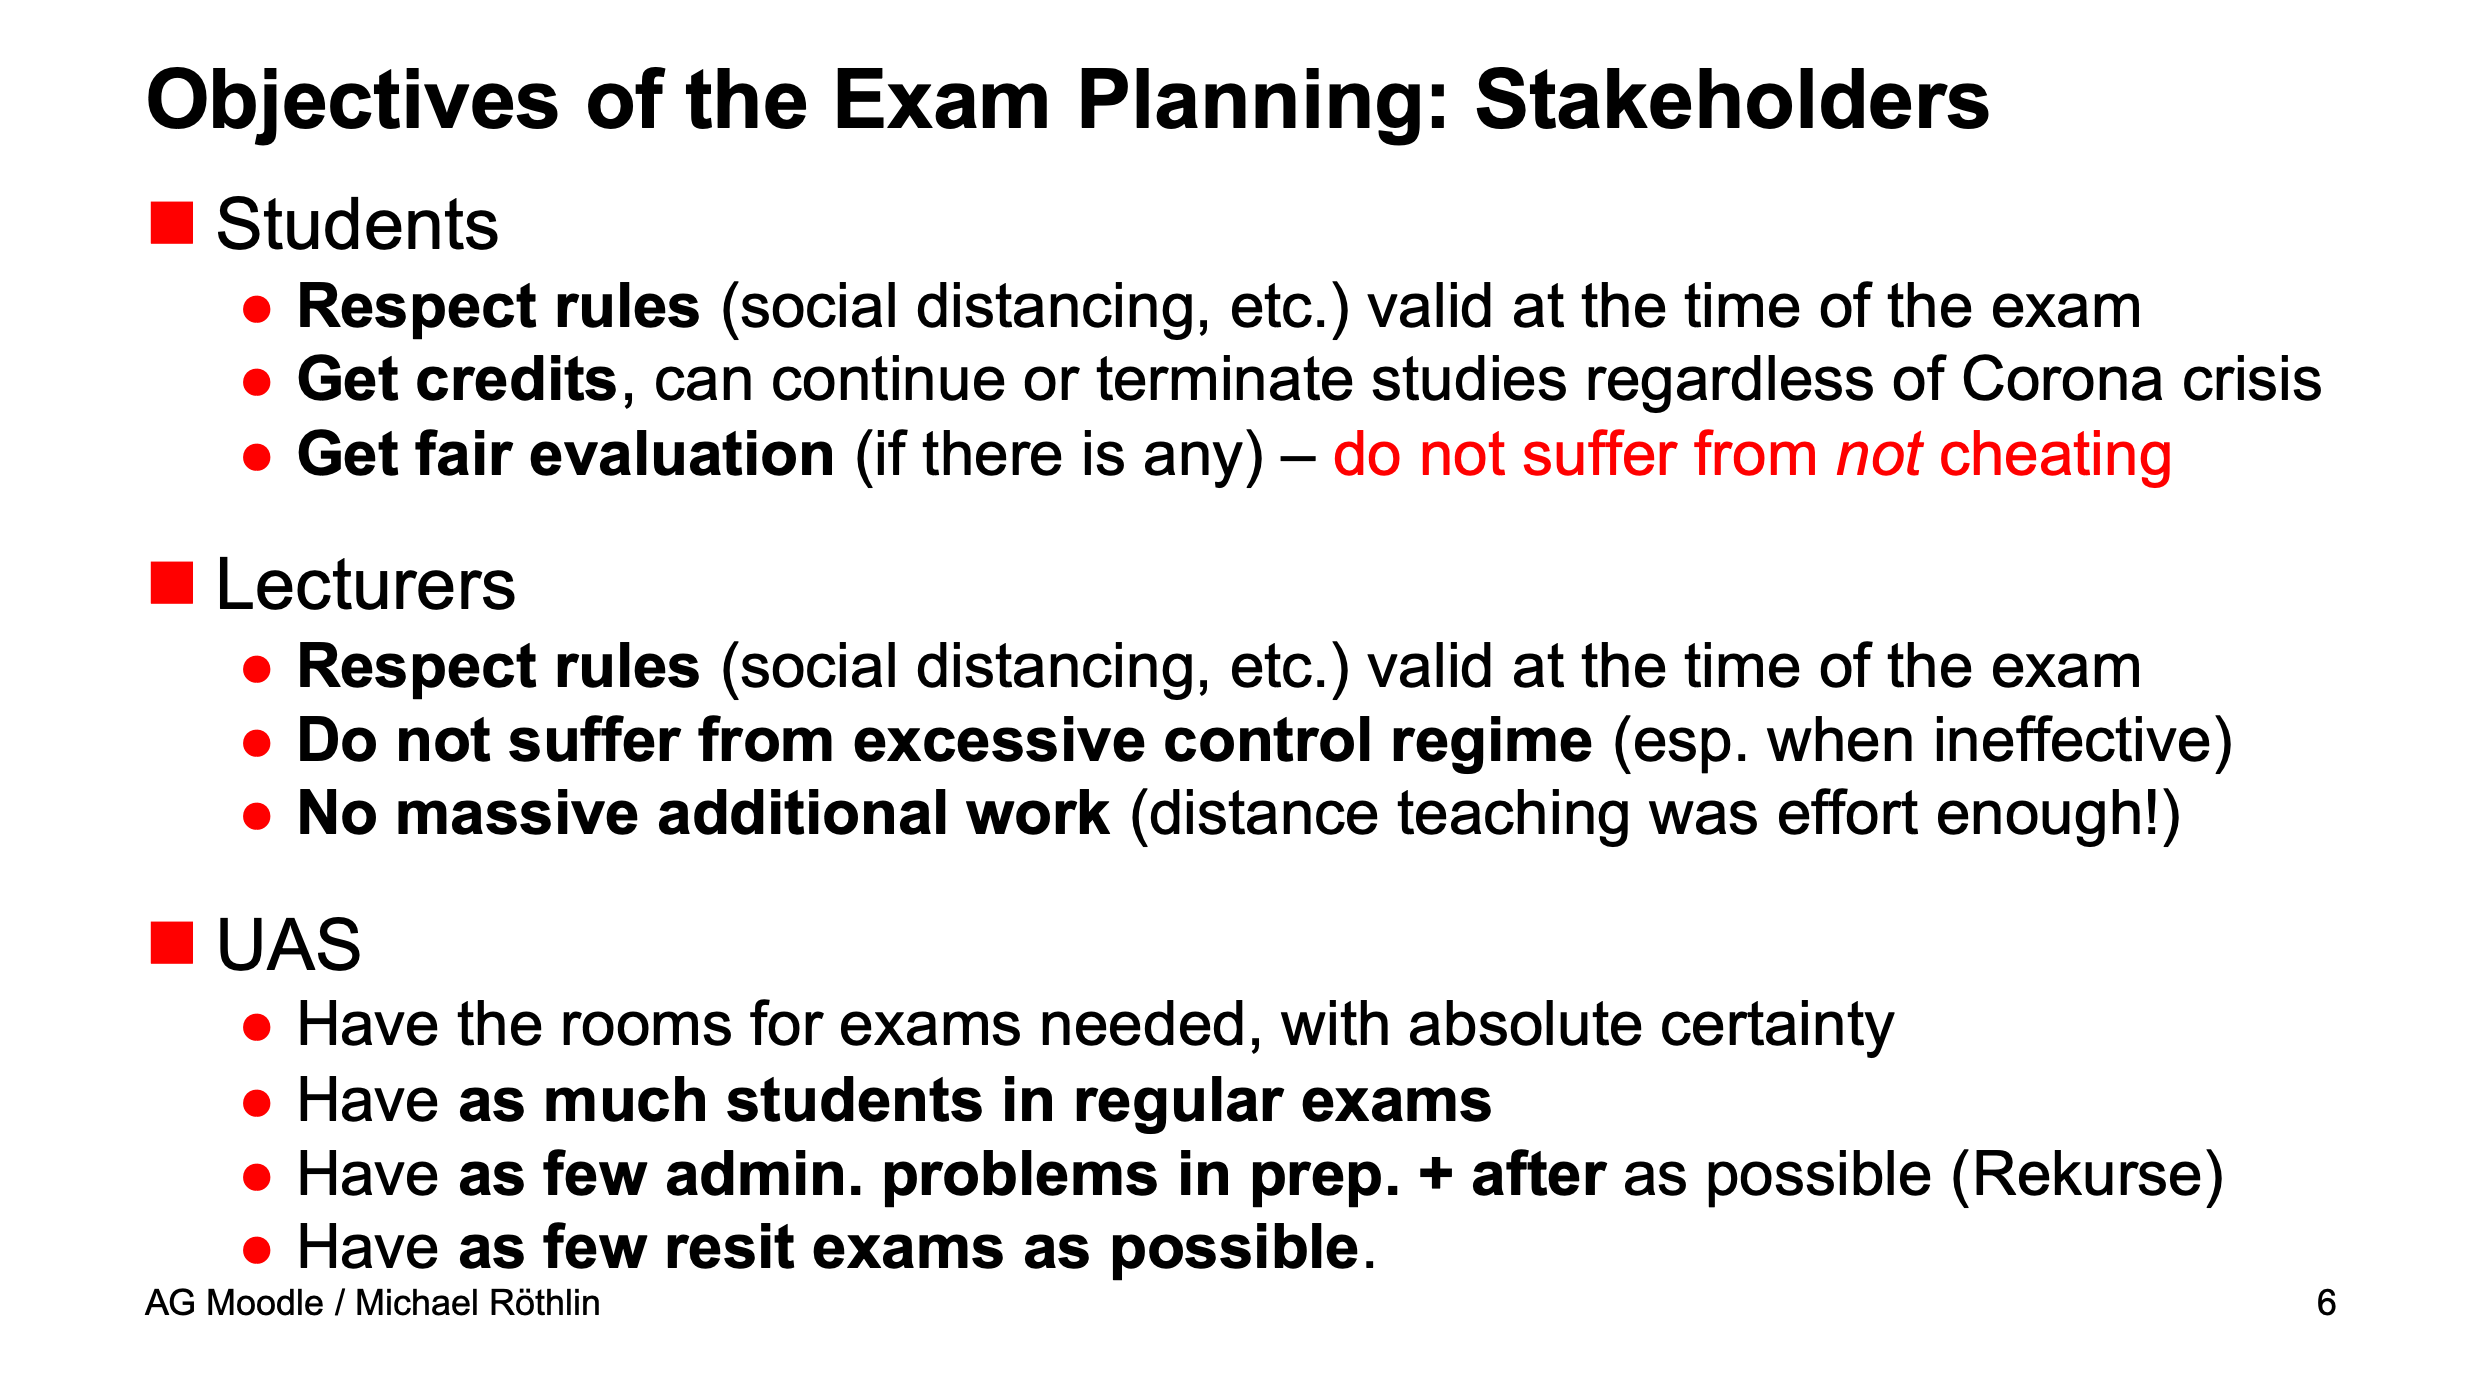 Objectives of the Exam Planning: Stakeholders
Students
Respect rules (social distancing, etc.) valid at the time of the exam
Get credits, can continue or terminate studies regardless of Corona crisis
Get fair evaluation (if there is any) – do not suffer from not cheating
Lecturers
Respect rules (social distancing, etc.) valid at the time of the exam
Do not suffer from excessive control regime (esp. when ineffective)
No massive additional work (distance teaching was effort enough!)
UAS
Have the rooms for exams needed, with absolute certainty
Have as much students in regular exams
Have as few admin. problems in prep. + after as possible (Rekurse)
Have as few resit exams as possible.
AG Moodle / Michael Röthlin
6